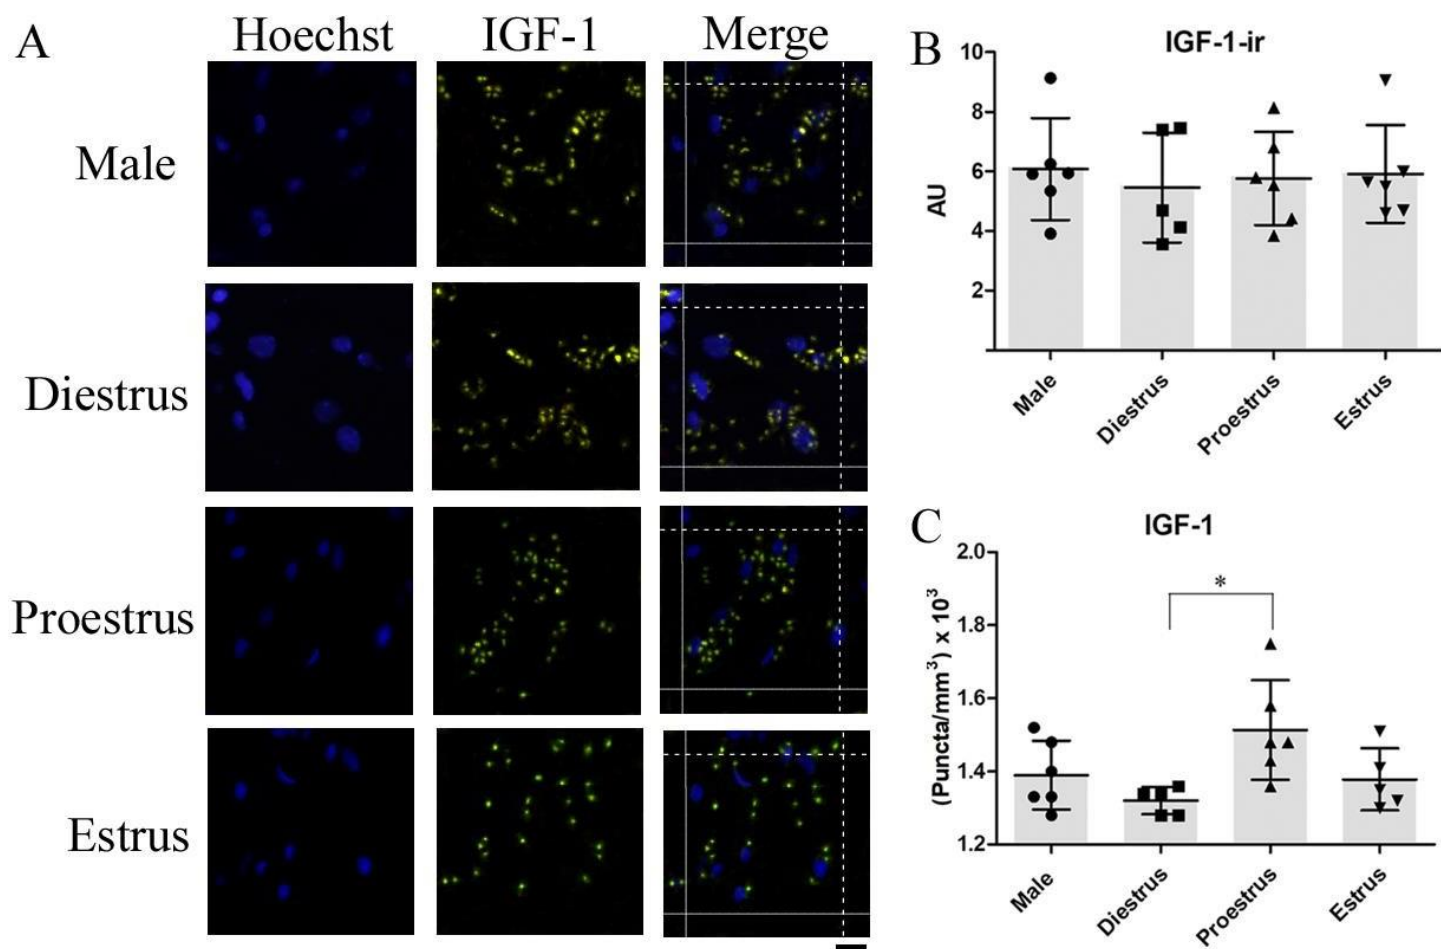 A
Hoechst IGF-1 Merge
Male
Diestrus
Proestrus
Estrus
B
IGF-1-ir
10
8
6
4
2
AU
Male Diestrus Proestrus Estrus
C
IGF-1
*
2.0
1.8
1.6
1.4
1.2
(Puncta/mm³) x 10³
Male Diestrus Proestrus Estrus